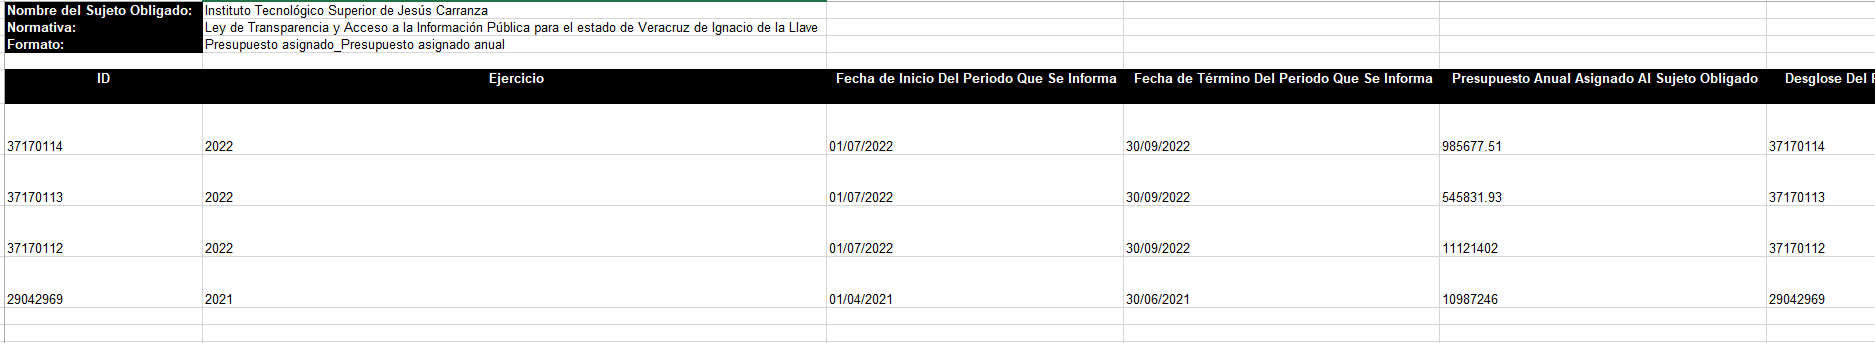 Nombre del Sujeto Obligado: Instituto Tecnológico Superior de Jesús Carranza
Normativa: Ley de Transparencia y Acceso a la Información Pública para el estado de Veracruz de Ignacio de la Llave
Formato: Presupuesto asignado_Presupuesto asignado anual
ID Ejercicio Fecha de Inicio Del Periodo Que Se Informa Fecha de Término Del Periodo Que Se Informa Presupuesto Anual Asignado Al Sujeto Obligado Desglose Del
37170114 2022 01/07/2022 30/09/2022 985677.51 37170114
37170113 2022 01/07/2022 30/09/2022 545831.93 37170113
37170112 2022 01/07/2022 30/09/2022 11121402 37170112
29042969 2021 01/04/2021 30/06/2021 10987246 29042969